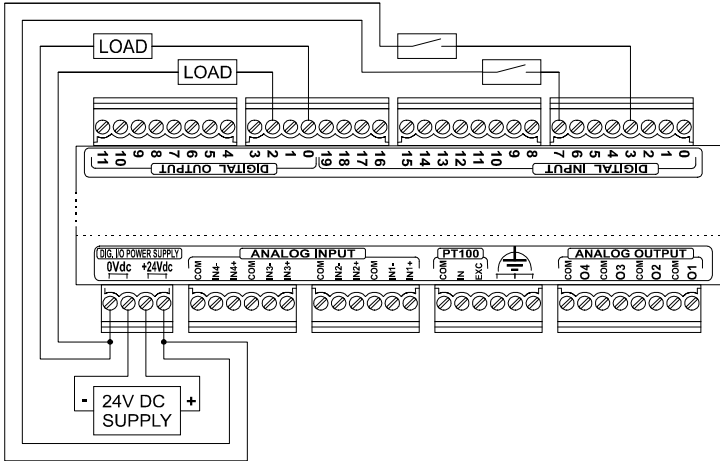 LOAD
LOAD
11 10 9 8 7 6 5 4 3 2 1 0 19 18 17 16 15 14 13 12 11 10 9 8 7 6 5 4 3 2 1 0
DIGITAL OUTPUT DIGITAL INPUT
DIG. IO POWER SUPPLY ANALOG INPUT PT100 ANALOG OUTPUT
0Vdc +24Vdc
COM IN4- IN4+ COM IN3- IN3+ COM IN2- IN2+ COM IN1- IN1+ COM IN EXC COM O4 COM O3 COM O2 COM O1
- 24V DC +
SUPPLY